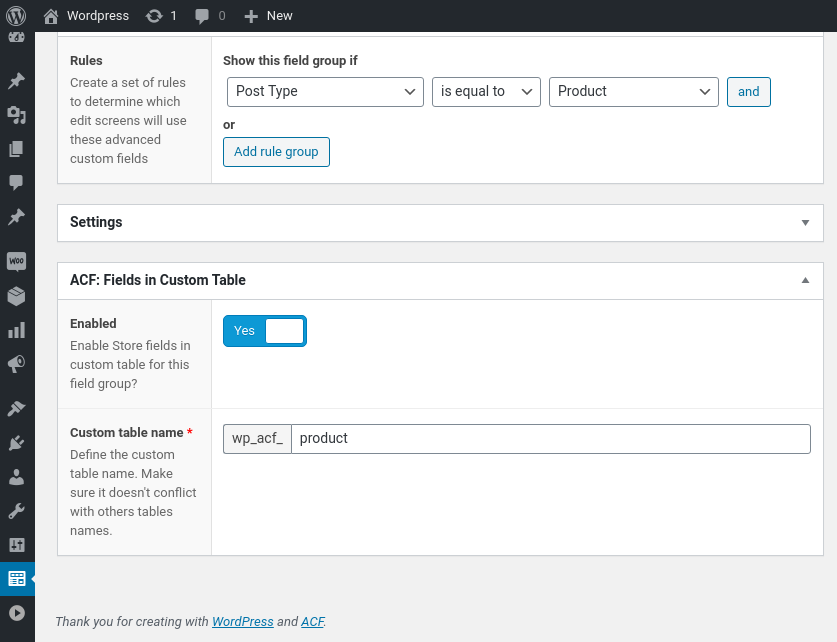 Wordpress 1 0 New
Rules
Create a set of rules
to determine which
edit screens will use
these advanced
custom fields
Show this field group if
Post Type is equal to Product and
or
Add rule group
Settings
ACF: Fields in Custom Table
Enabled
Enable Store fields in
custom table for this
field group?
Yes
Custom table name *
Define the custom
table name. Make
sure it doesn't conflict
with others tables
names.
wp_acf_ product
Woo
Thank you for creating with WordPress and ACF.